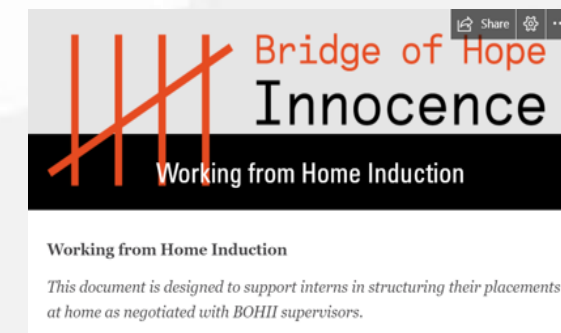 Share
Bridge of Hope
Innocence
Working from Home Induction
Working from Home Induction
This document is designed to support interns in structuring their placements
at home as negotiated with BOHII supervisors.